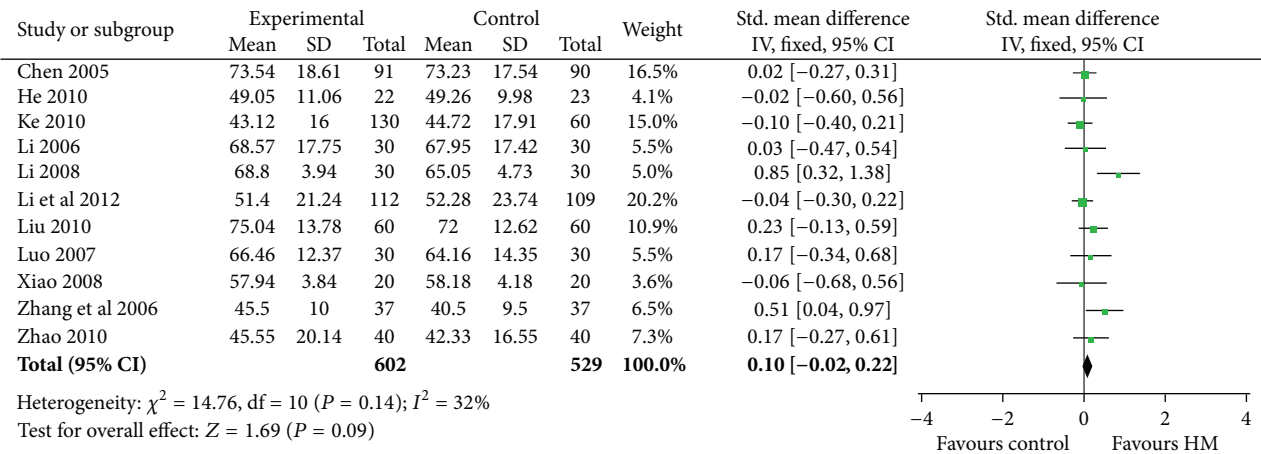 Study or subgroup Experimental Control Weight Std. mean difference Std. mean difference
Mean SD Total Mean SD Total IV, fixed, 95% CI IV, fixed, 95% CI
Chen 2005 73.54 18.61 91 73.23 17.54 90 16.5% 0.02 [−0.27, 0.31]
He 2010 49.05 11.06 22 49.26 9.98 23 4.1% −0.02 [−0.60, 0.56]
Ke 2010 43.12 16 130 44.72 17.91 60 15.0% −0.10 [−0.40, 0.21]
Li 2006 68.57 17.75 30 67.95 17.42 30 5.5% 0.03 [−0.47, 0.54]
Li 2008 68.8 3.94 30 65.05 4.73 30 5.0% 0.85 [0.32, 1.38]
Li et al 2012 51.4 21.24 112 52.28 23.74 109 20.2% −0.04 [−0.30, 0.22]
Liu 2010 75.04 13.78 60 72 12.62 60 10.9% 0.23 [−0.13, 0.59]
Luo 2007 66.46 12.37 30 64.16 14.35 30 5.5% 0.17 [−0.34, 0.68]
Xiao 2008 57.94 3.84 20 58.18 4.18 20 3.6% −0.06 [−0.68, 0.56]
Zhang et al 2006 45.5 10 37 40.5 9.5 37 6.5% 0.51 [0.04, 0.97]
Zhao 2010 45.55 20.14 40 42.33 16.55 40 7.3% 0.17 [−0.27, 0.61]
Total (95% CI) 602 529 100.0% 0.10 [−0.02, 0.22]
Heterogeneity: χ² = 14.76, df = 10 (P = 0.14); I² = 32%
Test for overall effect: Z = 1.69 (P = 0.09)
−4 −2 0 2 4
Favours control Favours HM